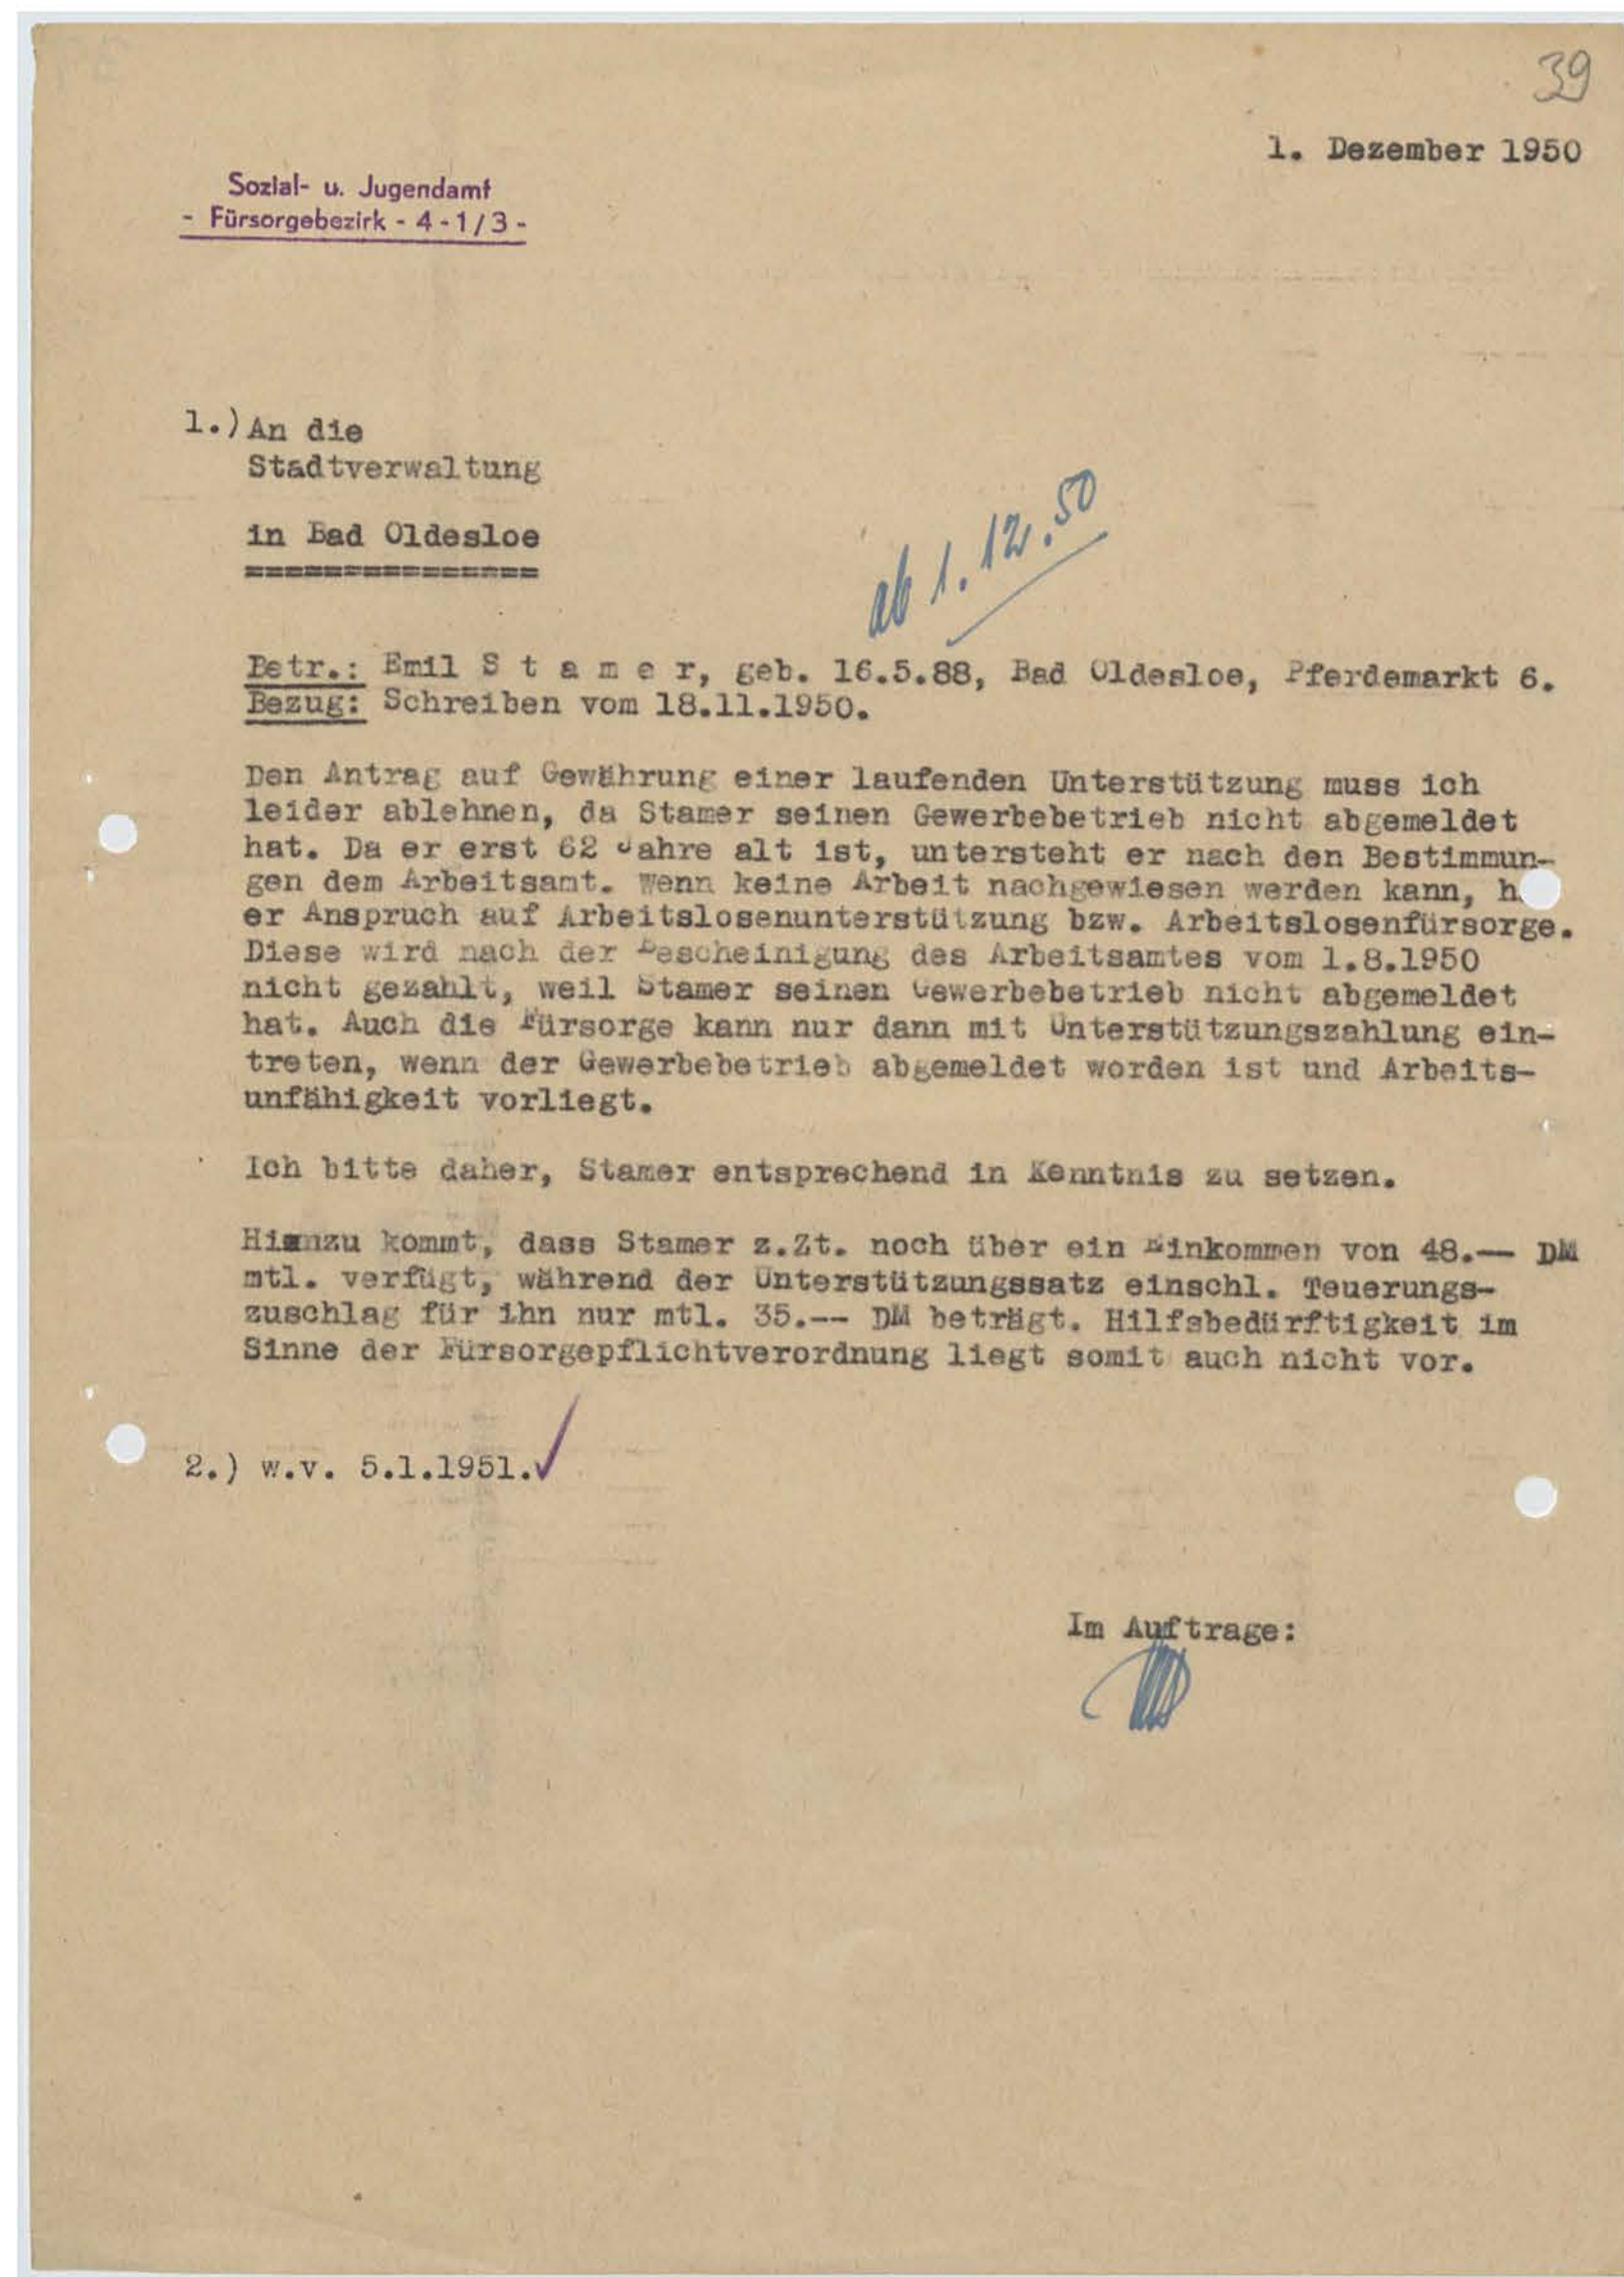 39
1. Dezember 1950
Sozial- u. Jugendamt
- Fürsorgebezirk - 4 - 1 / 3 -
1.) An die
Stadtverwaltung
in Bad Oldesloe
===============
ab 1. 12. 50
Betr.: Emil S t a m e r, geb. 16.5.88, Bad Oldesloe, Pferdemarkt 6.
Bezug: Schreiben vom 18.11.1950.
Den Antrag auf Gewährung einer laufenden Unterstützung muss ich
leider ablehnen, da Stamer seinen Gewerbebetrieb nicht abgemeldet
hat. Da er erst 62 Jahre alt ist, untersteht er nach den Bestimmun-
gen dem Arbeitsamt. Wenn keine Arbeit nachgewiesen werden kann, h
er Anspruch auf Arbeitslosenunterstützung bzw. Arbeitslosenfürsorge.
Diese wird nach der Bescheinigung des Arbeitsamtes vom 1.8.1950
nicht gezahlt, weil Stamer seinen Gewerbebetrieb nicht abgemeldet
hat. Auch die Fürsorge kann nur dann mit Unterstützungszahlung ein-
treten, wenn der Gewerbebetrieb abgemeldet worden ist und Arbeits-
unfähigkeit vorliegt.
Ich bitte daher, Stamer entsprechend in Kenntnis zu setzen.
Hinzu kommt, dass Stamer z.Zt. noch über ein Einkommen von 48.-- DM
mtl. verfügt, während der Unterstützungssatz einschl. Teuerungs-
zuschlag für ihn nur mtl. 35.-- DM beträgt. Hilfsbedürftigkeit im
Sinne der Fürsorgepflichtverordnung liegt somit auch nicht vor.
2.) w.v. 5.1.1951.
Im Auftrage: